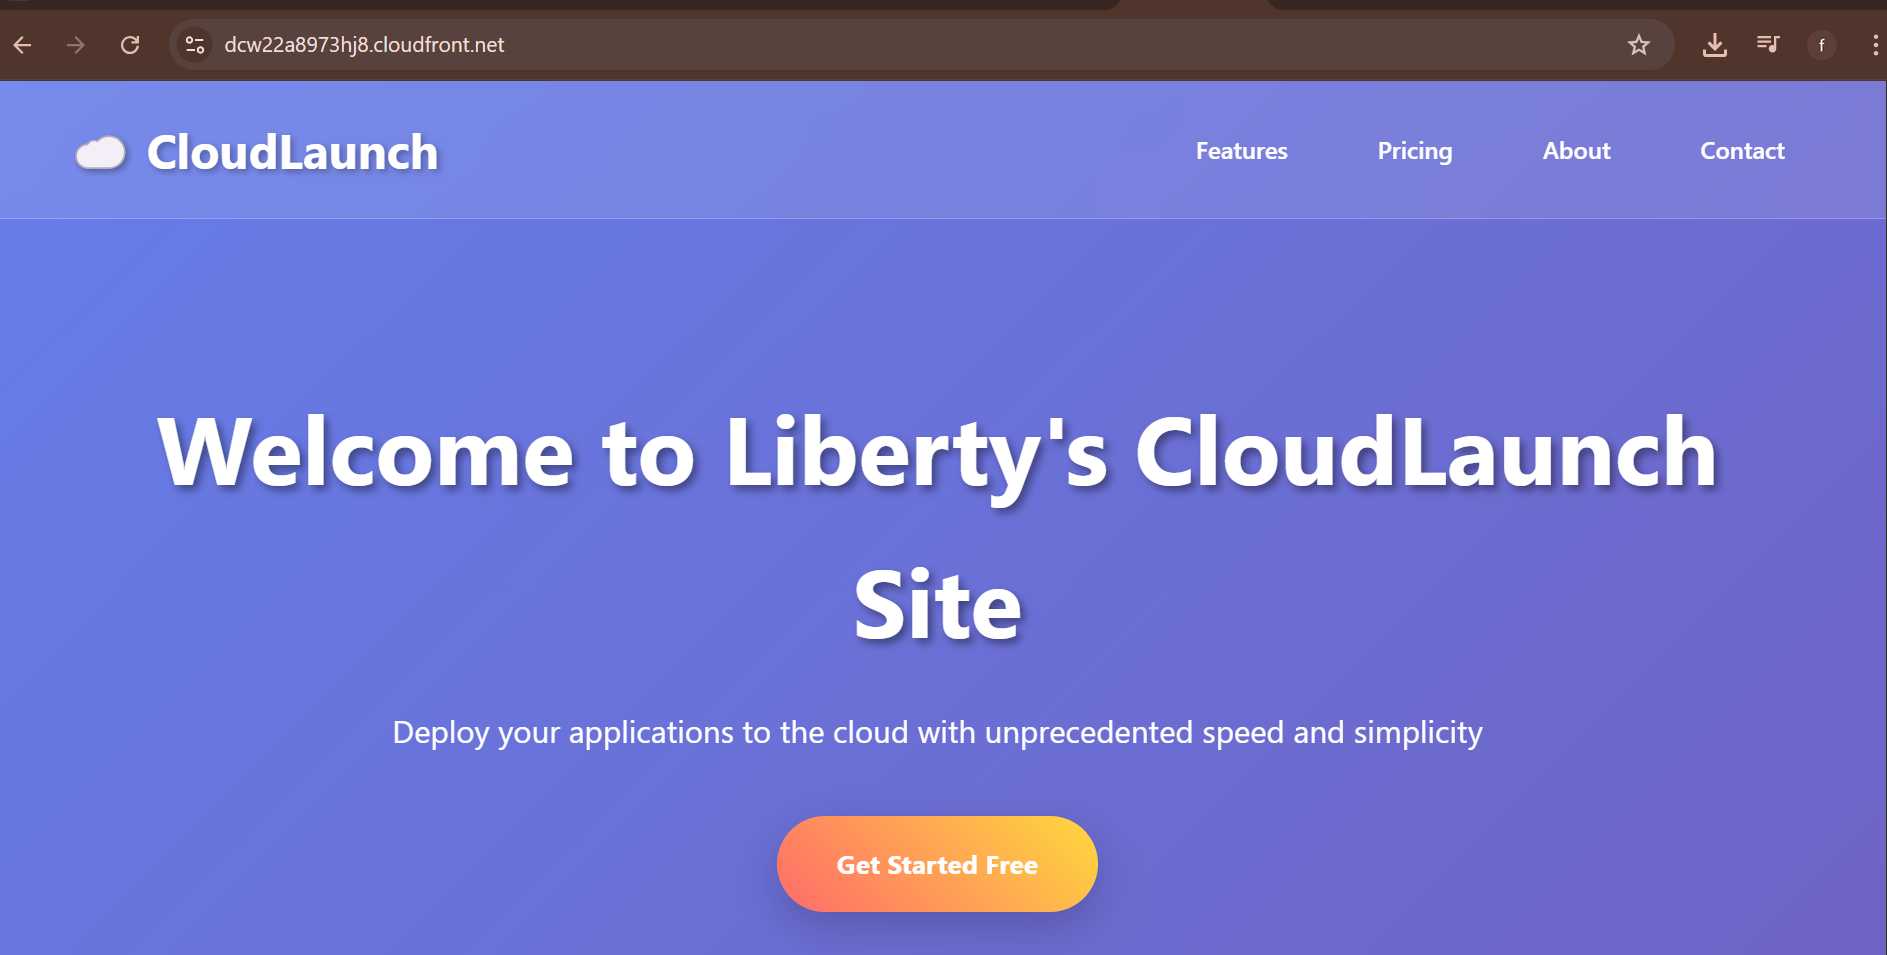 dcw22a8973hj8.cloudfront.net
f
CloudLaunch
Features
Pricing
About
Contact
Welcome to Liberty's CloudLaunch
Site
Deploy your applications to the cloud with unprecedented speed and simplicity
Get Started Free